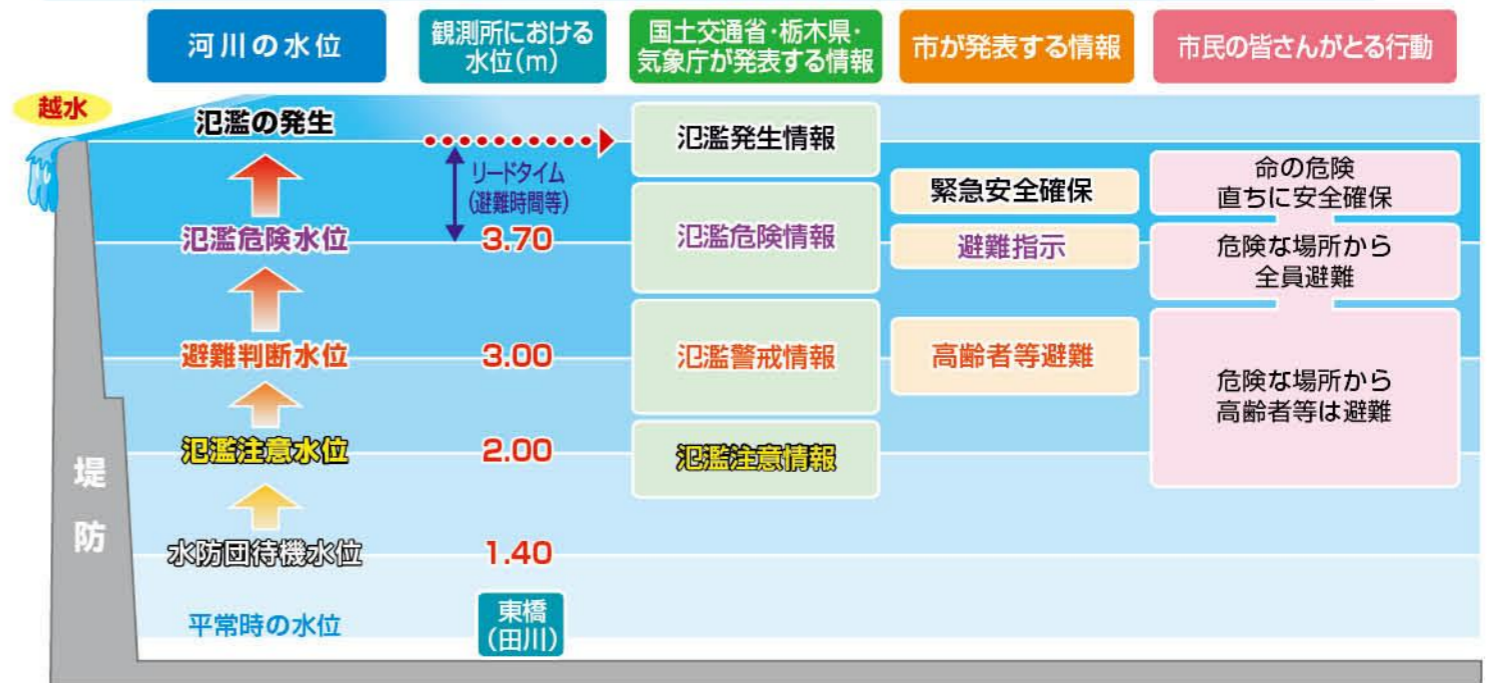 河川の水位
観測所における
水位(m)
国土交通省・栃木県・
気象庁が発表する情報
市が発表する情報
市民の皆さんがとる行動
越水
氾濫の発生
氾濫発生情報
リードタイム
(避難時間等)
命の危険
直ちに安全確保
緊急安全確保
氾濫危険水位
3.70
氾濫危険情報
避難指示
危険な場所から
全員避難
避難判断水位
3.00
氾濫警戒情報
高齢者等避難
危険な場所から
高齢者等は避難
氾濫注意水位
2.00
氾濫注意情報
堤防
水防団待機水位
1.40
平常時の水位
東橋
(田川)